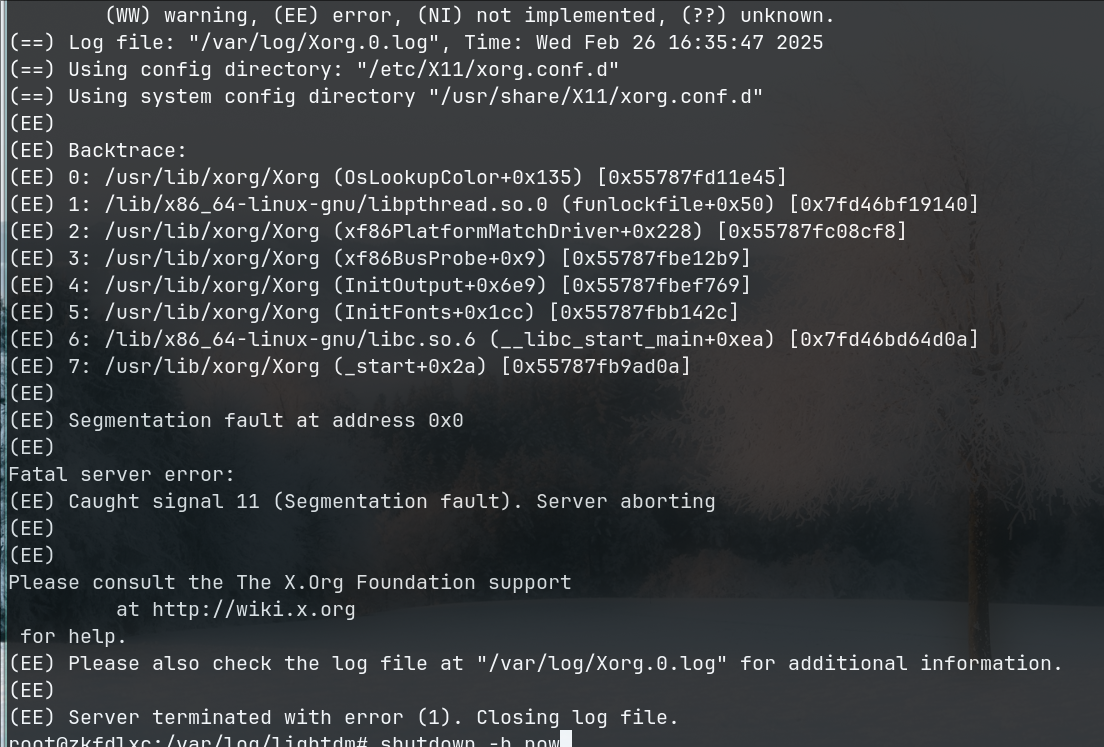 (WW) warning, (EE) error, (NI) not implemented, (??) unknown.
(==) Log file: "/var/log/Xorg.0.log", Time: Wed Feb 26 16:35:47 2025
(==) Using config directory: "/etc/X11/xorg.conf.d"
(==) Using system config directory "/usr/share/X11/xorg.conf.d"
(EE)
(EE) Backtrace:
(EE) 0: /usr/lib/xorg/Xorg (OsLookupColor+0x135) [0x55787fd11e45]
(EE) 1: /lib/x86_64-linux-gnu/libpthread.so.0 (funlockfile+0x50) [0x7fd46bf19140]
(EE) 2: /usr/lib/xorg/Xorg (xf86PlatformMatchDriver+0x228) [0x55787fc08cf8]
(EE) 3: /usr/lib/xorg/Xorg (xf86BusProbe+0x9) [0x55787fbe12b9]
(EE) 4: /usr/lib/xorg/Xorg (InitOutput+0x6e9) [0x55787fbef769]
(EE) 5: /usr/lib/xorg/Xorg (InitFonts+0x1cc) [0x55787fbb142c]
(EE) 6: /lib/x86_64-linux-gnu/libc.so.6 (__libc_start_main+0xea) [0x7fd46bd64d0a]
(EE) 7: /usr/lib/xorg/Xorg (_start+0x2a) [0x55787fb9ad0a]
(EE)
(EE) Segmentation fault at address 0x0
(EE)
Fatal server error:
(EE) Caught signal 11 (Segmentation fault). Server aborting
(EE)
(EE)
Please consult the The X.Org Foundation support
at http://wiki.x.org
for help.
(EE) Please also check the log file at "/var/log/Xorg.0.log" for additional information.
(EE)
(EE) Server terminated with error (1). Closing log file.
root@zkfdlxc:/var/log/lightdm# shutdown -h now